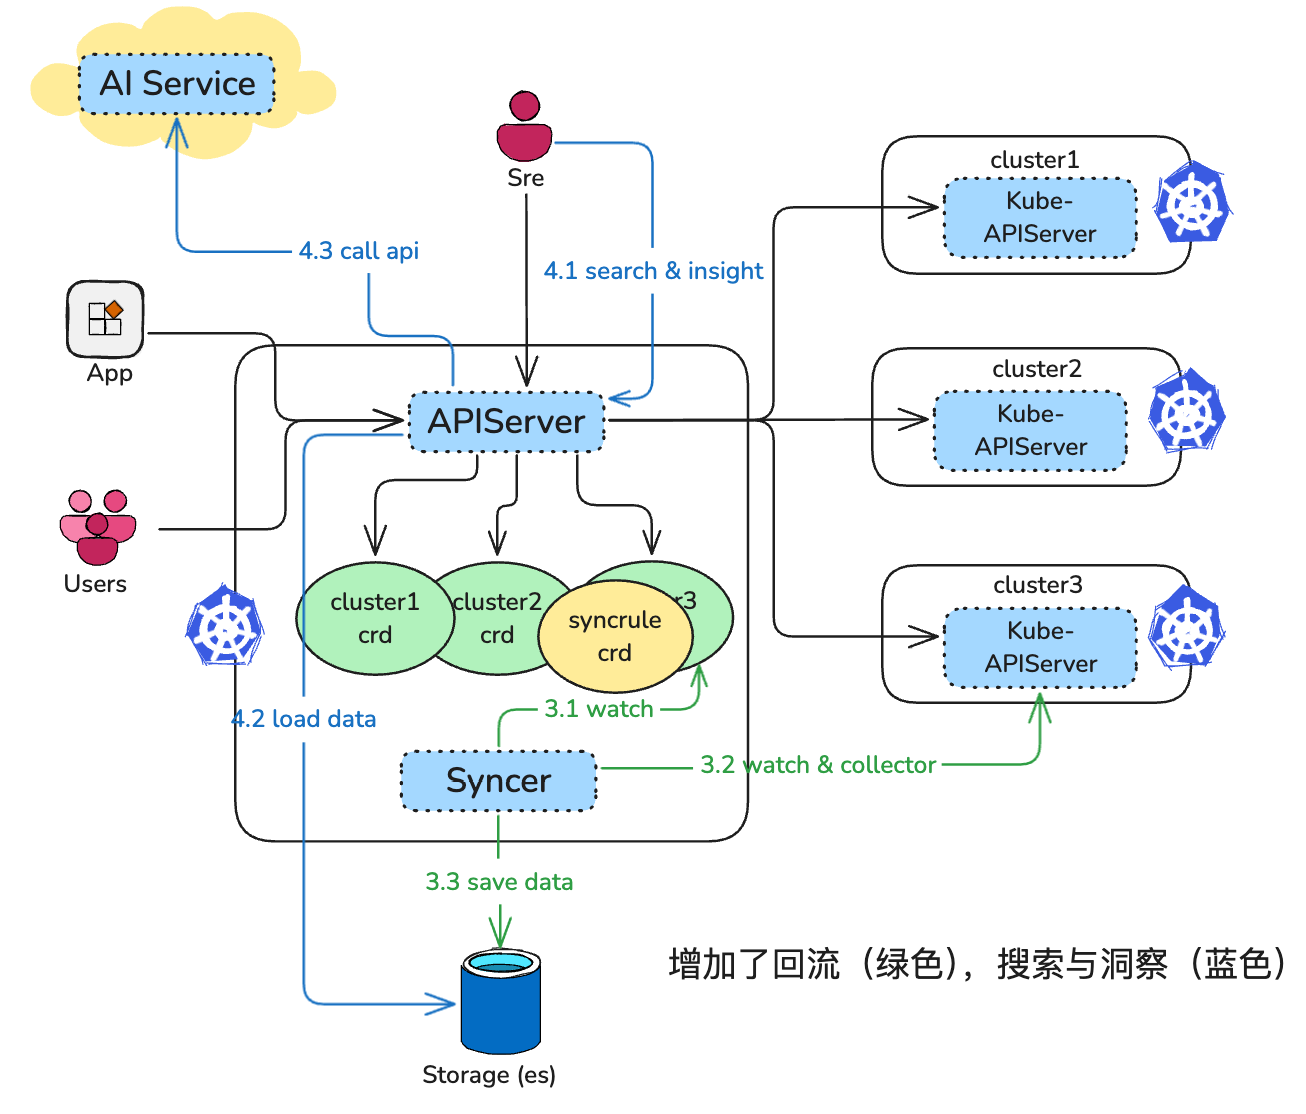 AI Service
Sre
4.3 call api
4.1 search & insight
App
Users
APIServer
cluster1
crd
cluster2
crd
r3
syncrule
crd
4.2 load data
3.1 watch
Syncer
3.2 watch & collector
3.3 save data
Storage (es)
cluster1
Kube-
APIServer
cluster2
Kube-
APIServer
cluster3
Kube-
APIServer
增加了回流（绿色），搜索与洞察（蓝色）